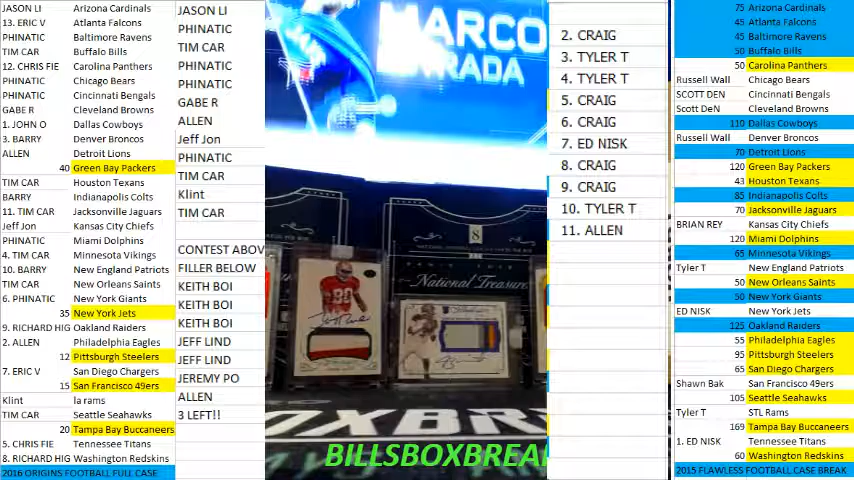 JASON LI Arizona Cardinals
13. ERIC V Atlanta Falcons
PHINATIC Baltimore Ravens
TIM CAR Buffalo Bills
12. CHRIS FIE Carolina Panthers
PHINATIC Chicago Bears
PHINATIC Cincinnati Bengals
GABE R Cleveland Browns
1. JOHN O Dallas Cowboys
3. BARRY Denver Broncos
ALLEN Detroit Lions
40 Green Bay Packers
TIM CAR Houston Texans
BARRY Indianapolis Colts
11. TIM CAR Jacksonville Jaguars
Jeff Jon Kansas City Chiefs
PHINATIC Miami Dolphins
4. TIM CAR Minnesota Vikings
10. BARRY New England Patriots
TIM CAR New Orleans Saints
6. PHINATIC New York Giants
35 New York Jets
9. RICHARD HIG Oakland Raiders
2. ALLEN Philadelphia Eagles
12 Pittsburgh Steelers
7. ERIC V San Diego Chargers
15 San Francisco 49ers
Klint la rams
TIM CAR Seattle Seahawks
20 Tampa Bay Buccaneers
5. CHRIS FIE Tennessee Titans
8. RICHARD HIG Washington Redskins
2016 ORIGINS FOOTBALL FULL CASE
JASON LI
PHINATIC
TIM CAR
PHINATIC
PHINATIC
GABE R
ALLEN
Jeff Jon
PHINATIC
TIM CAR
Klint
TIM CAR
CONTEST ABOV
FILLER BELOW
KEITH BOI
KEITH BOI
KEITH BOI
JEFF LIND
JEFF LIND
JEREMY PO
ALLEN
3 LEFT!!
MARCO
ESTRADA
8
National Treasures
OXBR
BILLSBOXBREA
2. CRAIG
3. TYLER T
4. TYLER T
5. CRAIG
6. CRAIG
7. ED NISK
8. CRAIG
9. CRAIG
10. TYLER T
11. ALLEN
75 Arizona Cardinals
45 Atlanta Falcons
45 Baltimore Ravens
50 Buffalo Bills
50 Carolina Panthers
Russell Wall Chicago Bears
SCOTT DEN Cincinnati Bengals
Scott DeN Cleveland Browns
110 Dallas Cowboys
Russell Wall Denver Broncos
70 Detroit Lions
120 Green Bay Packers
43 Houston Texans
85 Indianapolis Colts
70 Jacksonville Jaguars
BRIAN REY Kansas City Chiefs
120 Miami Dolphins
65 Minnesota Vikings
Tyler T New England Patriots
50 New Orleans Saints
50 New York Giants
ED NISK New York Jets
125 Oakland Raiders
55 Philadelphia Eagles
95 Pittsburgh Steelers
65 San Diego Chargers
Shawn Bak San Francisco 49ers
105 Seattle Seahawks
Tyler T STL Rams
169 Tampa Bay Buccaneers
1. ED NISK Tennessee Titans
60 Washington Redskins
2015 FLAWLESS FOOTBALL CASE BREAK